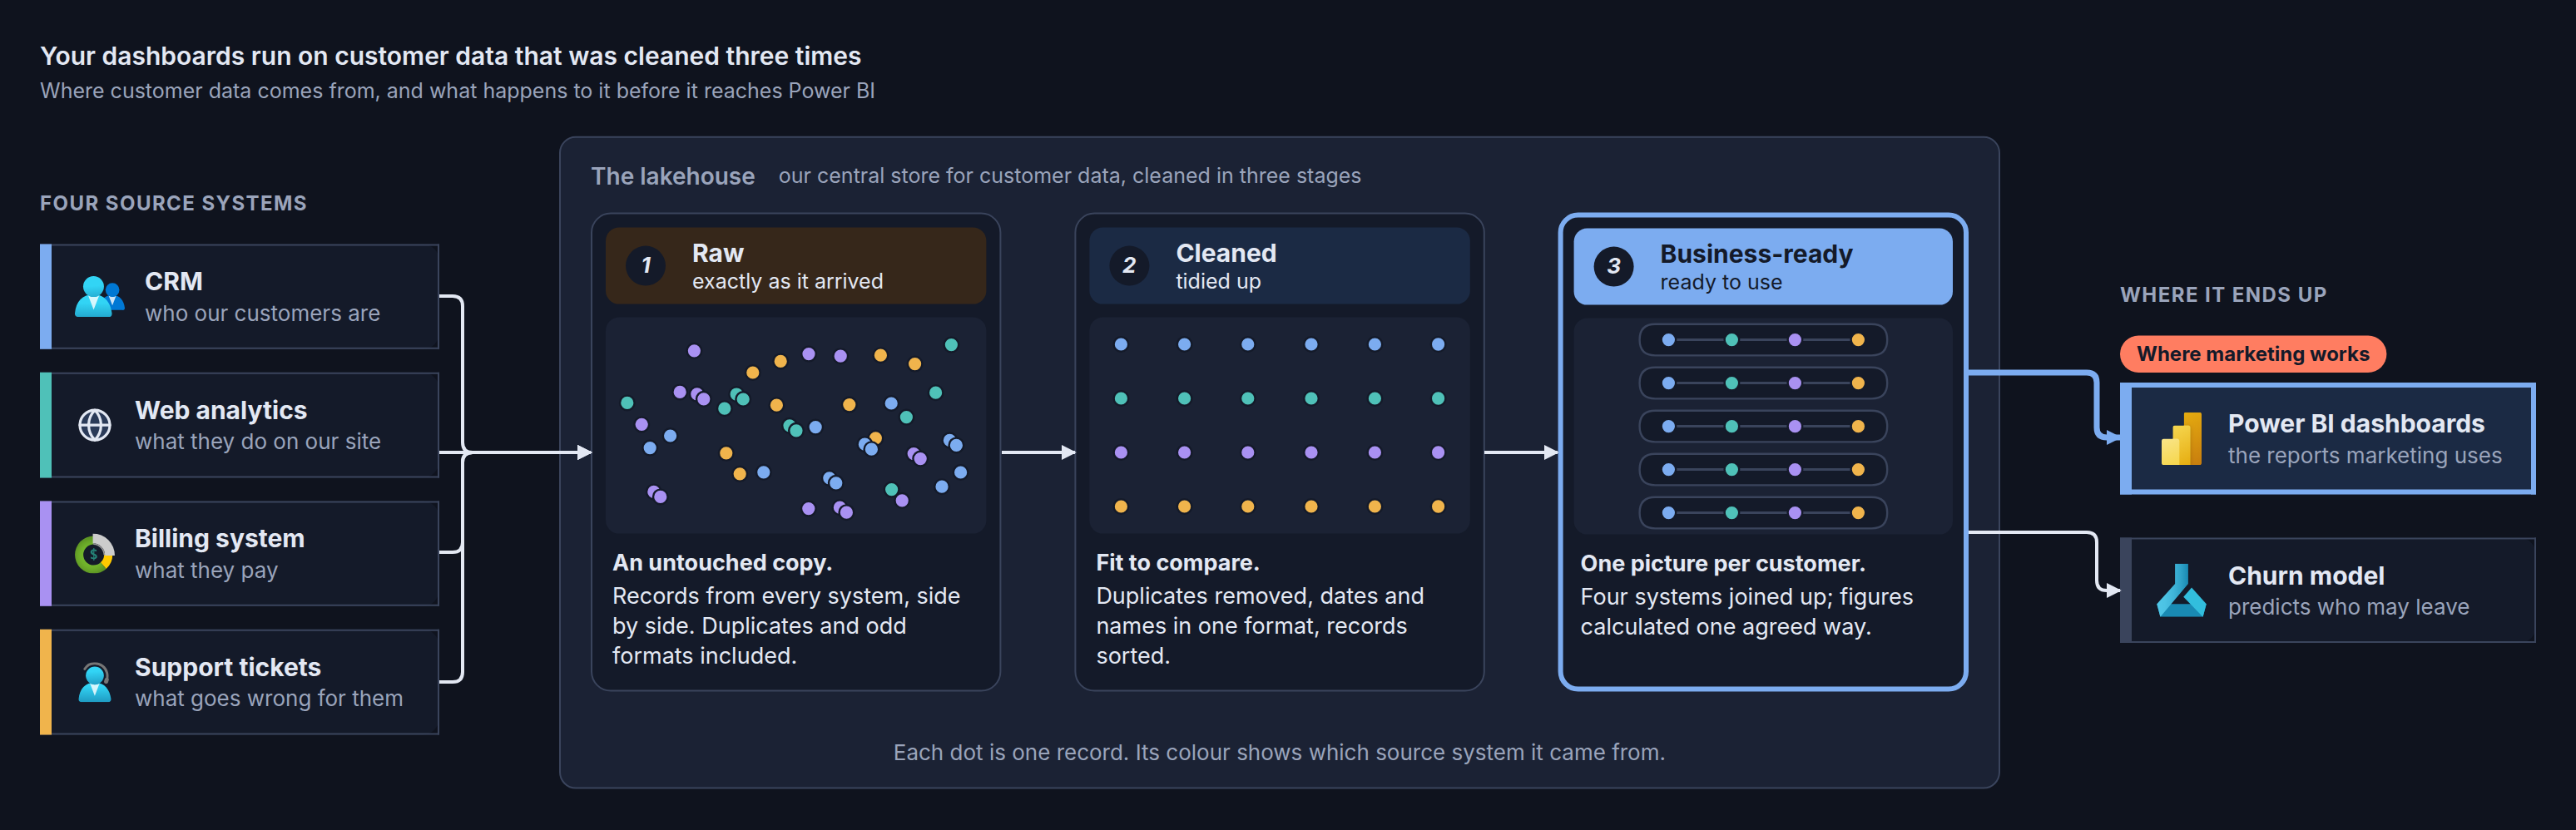 Your dashboards run on customer data that was cleaned three times
Where customer data comes from, and what happens to it before it reaches Power BI
FOUR SOURCE SYSTEMS
CRM
who our customers are
Web analytics
what they do on our site
$
Billing system
what they pay
Support tickets
what goes wrong for them
The lakehouse our central store for customer data, cleaned in three stages
1
Raw
exactly as it arrived
An untouched copy.
Records from every system, side
by side. Duplicates and odd
formats included.
2
Cleaned
tidied up
Fit to compare.
Duplicates removed, dates and
names in one format, records
sorted.
3
Business-ready
ready to use
One picture per customer.
Four systems joined up; figures
calculated one agreed way.
Each dot is one record. Its colour shows which source system it came from.
WHERE IT ENDS UP
Where marketing works
Power BI dashboards
the reports marketing uses
Churn model
predicts who may leave